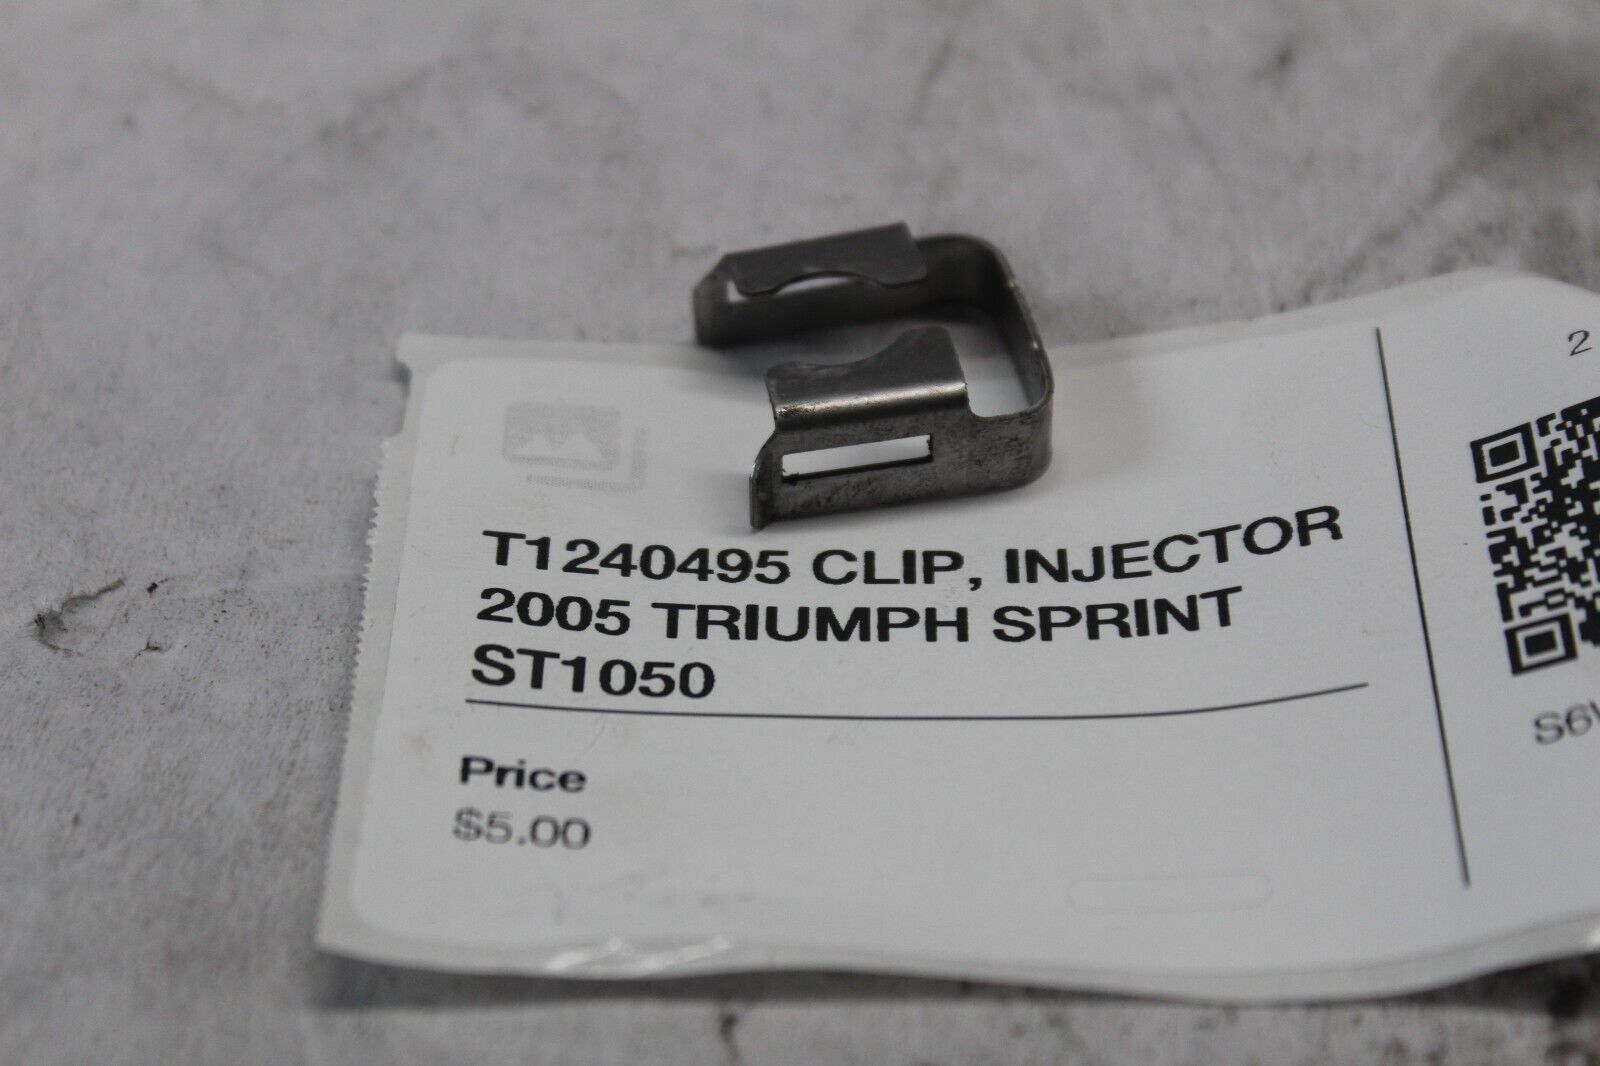 T1240495 CLIP, INJECTOR
2005 TRIUMPH SPRINT
ST1050
Price
$5.00
2